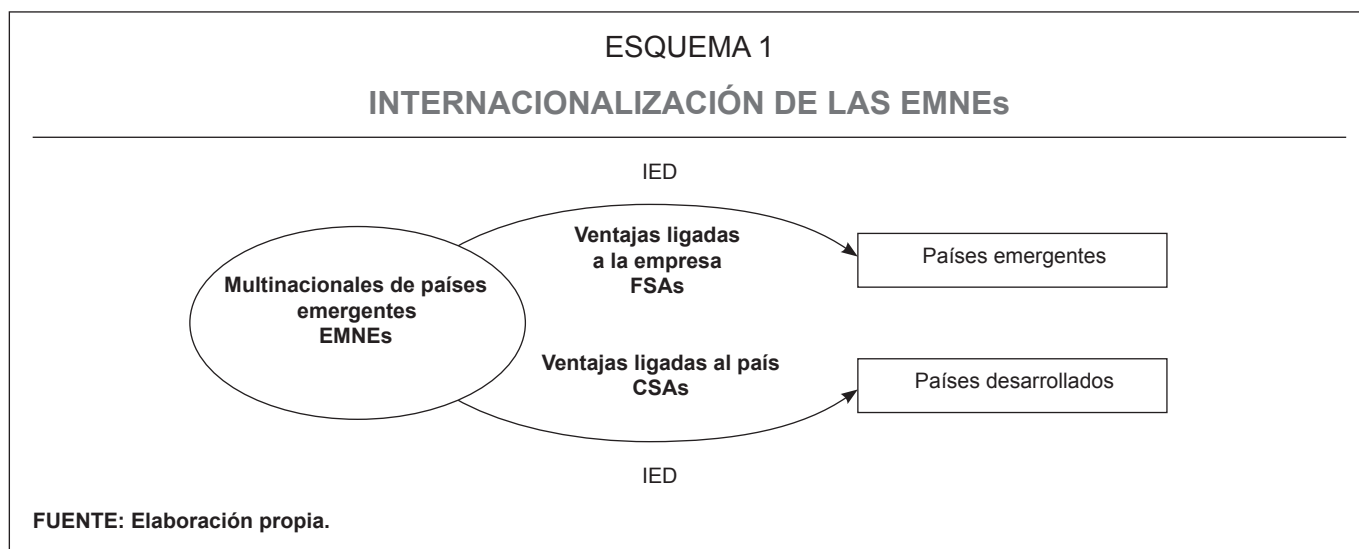 ESQUEMA 1
INTERNACIONALIZACIÓN DE LAS EMNEs
IED
Ventajas ligadas
a la empresa
FSAs
Países emergentes
Multinacionales de países
emergentes
EMNEs
Ventajas ligadas al país
CSAs
Países desarrollados
IED
FUENTE: Elaboración propia.